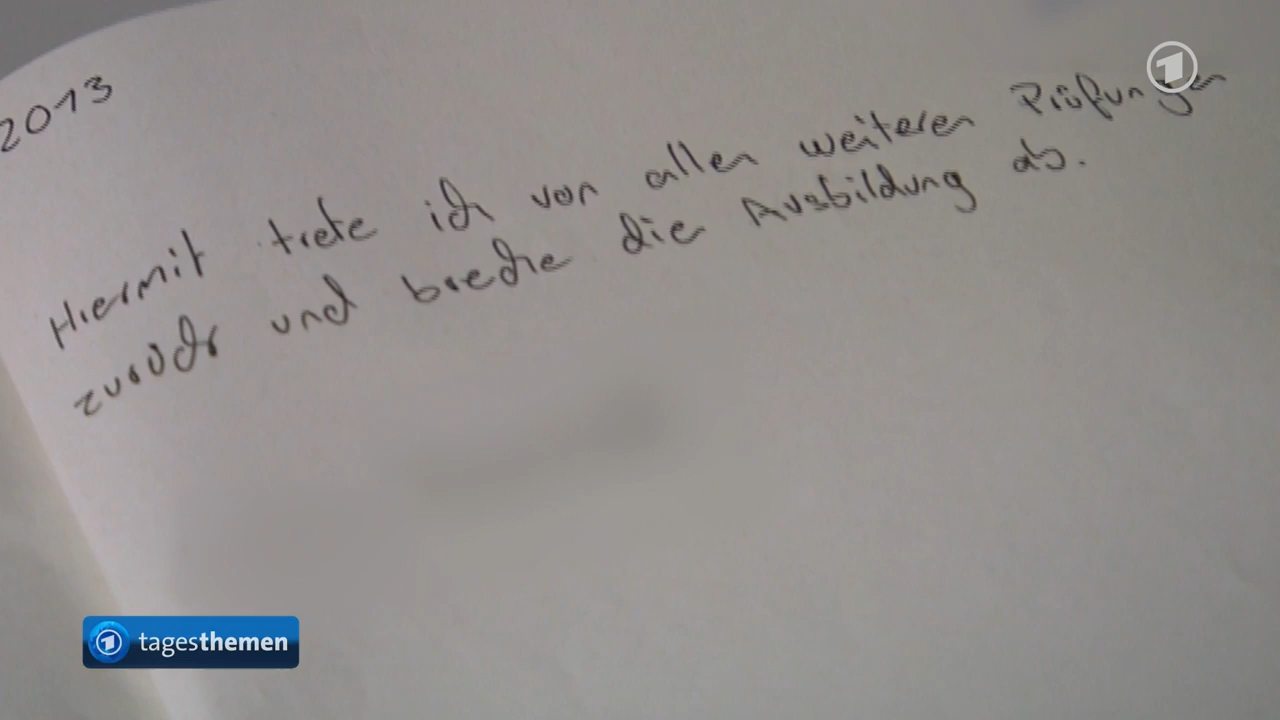 2013
Hiermit trete ich von allen weiteren Prüfungen
zurück und breche die Ausbildung ab.
tagesthemen